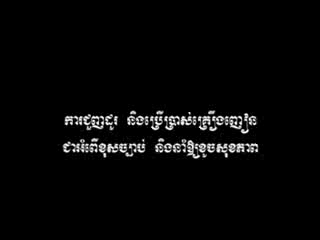 ការជួញដូរ និងប្រើប្រាស់គ្រឿងញៀន
ជាអំពើខុសច្បាប់ និងនាំឱ្យខូចសុខភាព